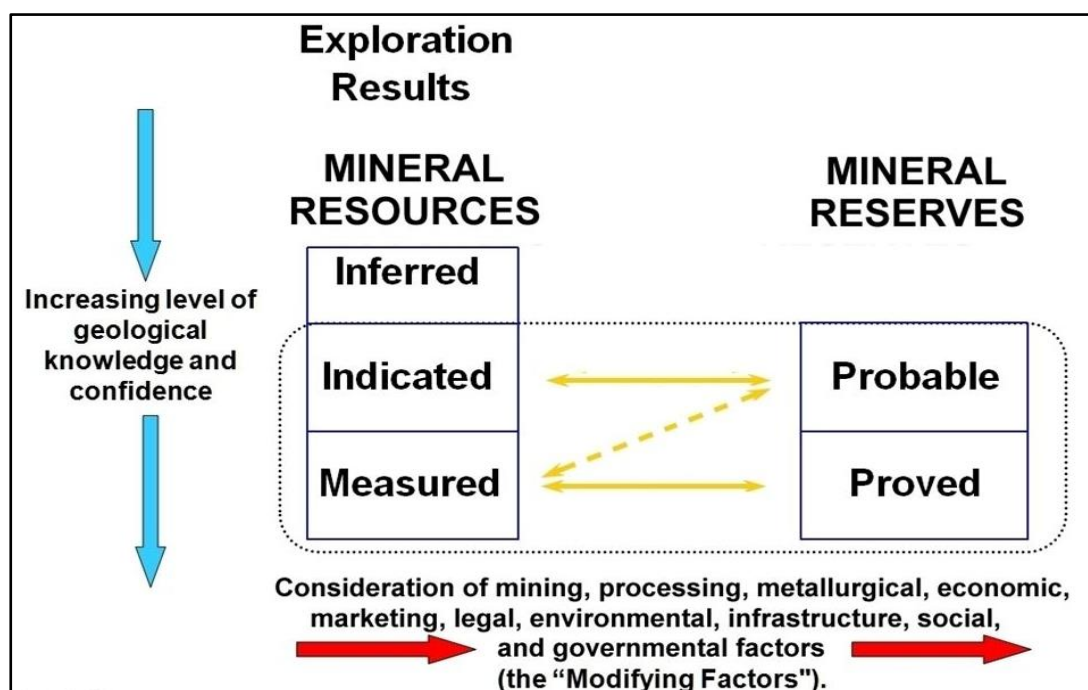 Exploration
Results
MINERAL
RESOURCES
MINERAL
RESERVES
Inferred
Increasing level of
geological
knowledge and
confidence
Indicated
Probable
Measured
Proved
Consideration of mining, processing, metallurgical, economic,
marketing, legal, environmental, infrastructure, social,
and governmental factors
(the “Modifying Factors").